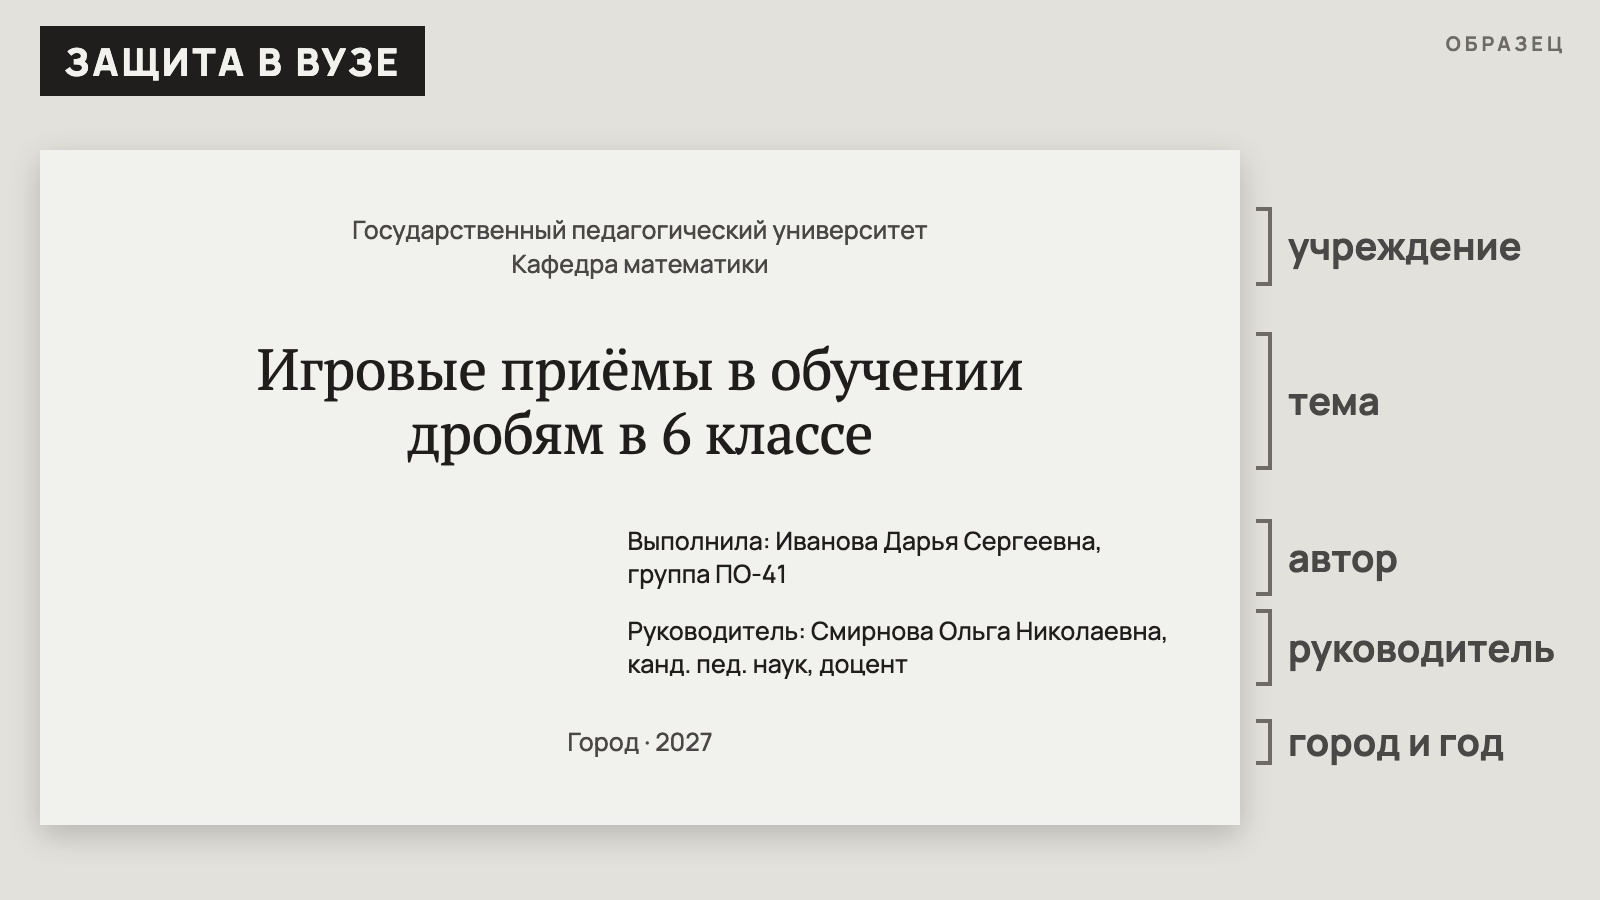 ЗАЩИТА В ВУЗЕ
ОБРАЗЕЦ
Государственный педагогический университет
Кафедра математики
учреждение
Игровые приёмы в обучении
дробям в 6 классе
тема
Выполнила: Иванова Дарья Сергеевна,
группа ПО-41
автор
Руководитель: Смирнова Ольга Николаевна,
канд. пед. наук, доцент
руководитель
Город · 2027
город и год